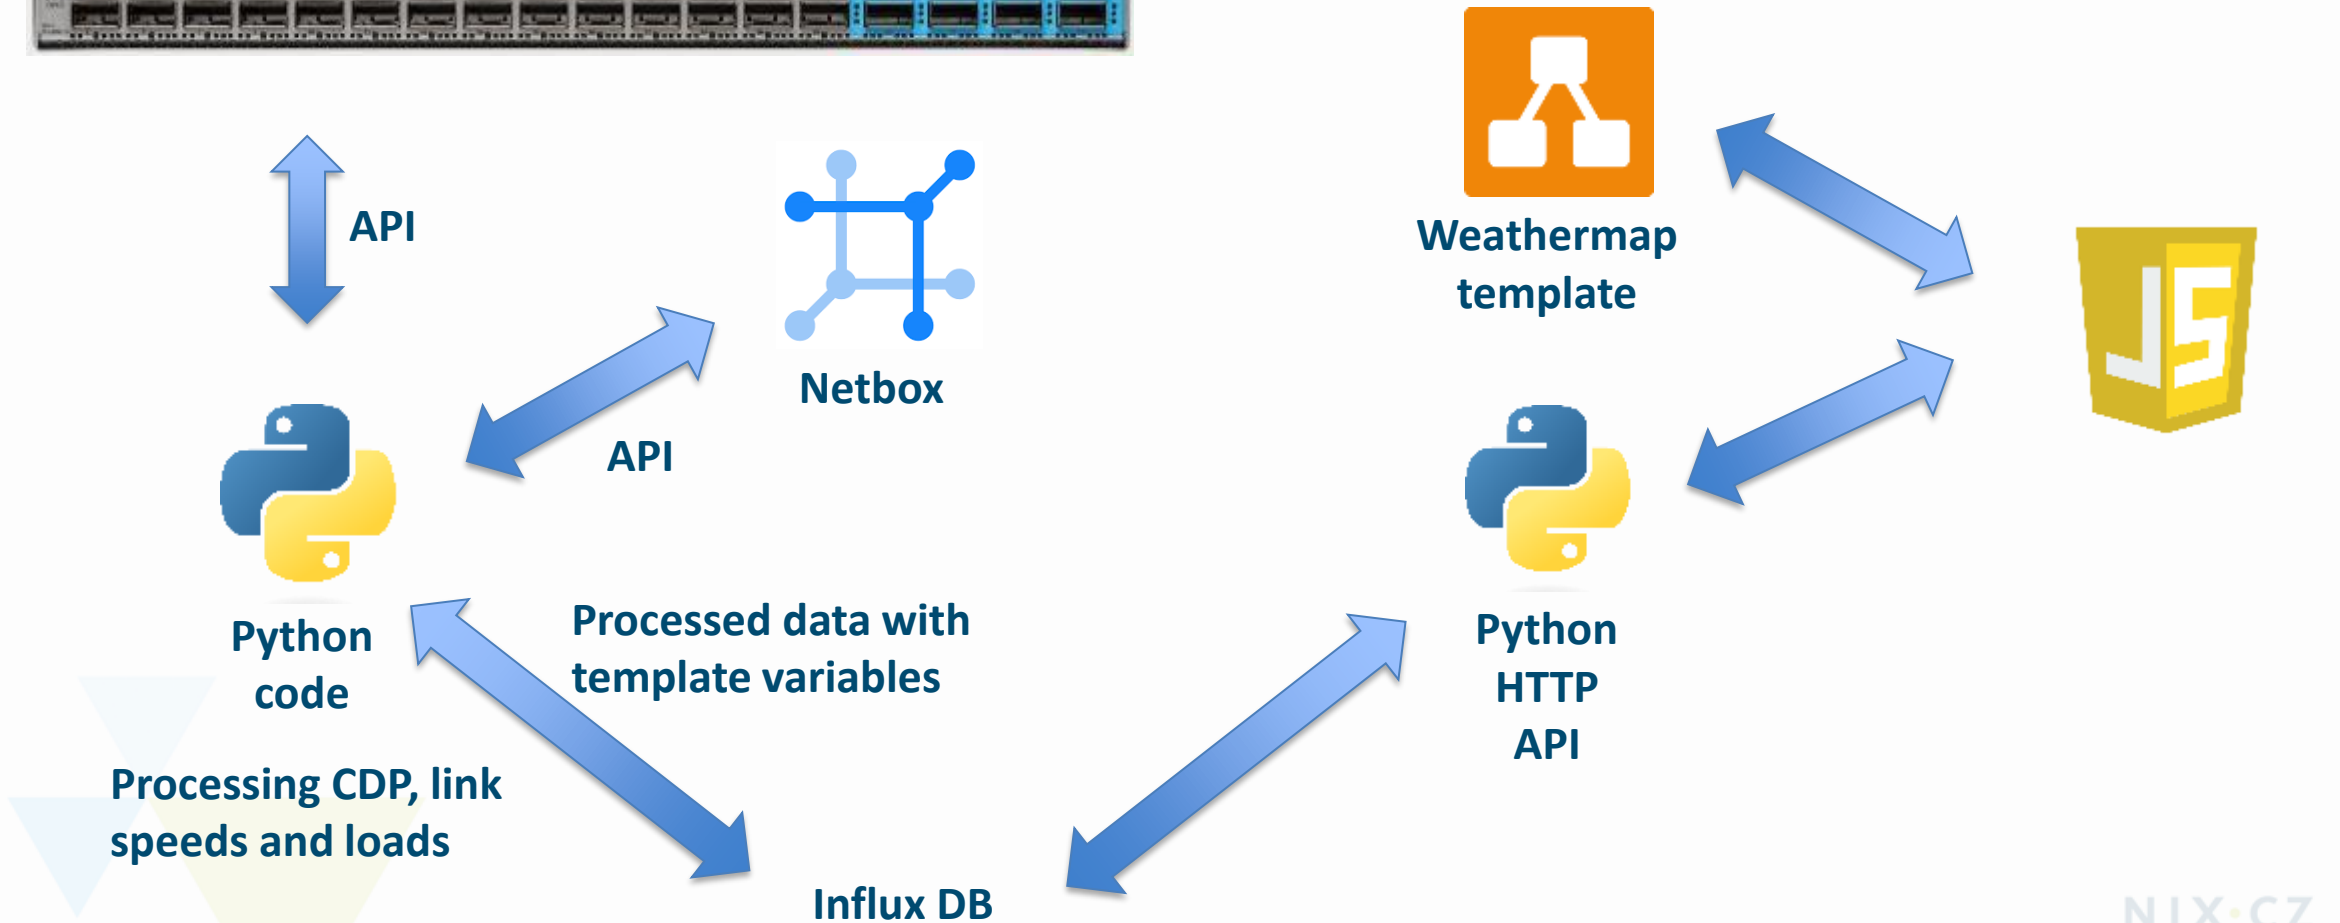 API
Netbox
API
Weathermap
template
JS
Python
code
Processed data with
template variables
Python
HTTP
API
Processing CDP, link
speeds and loads
Influx DB
NIX.CZ